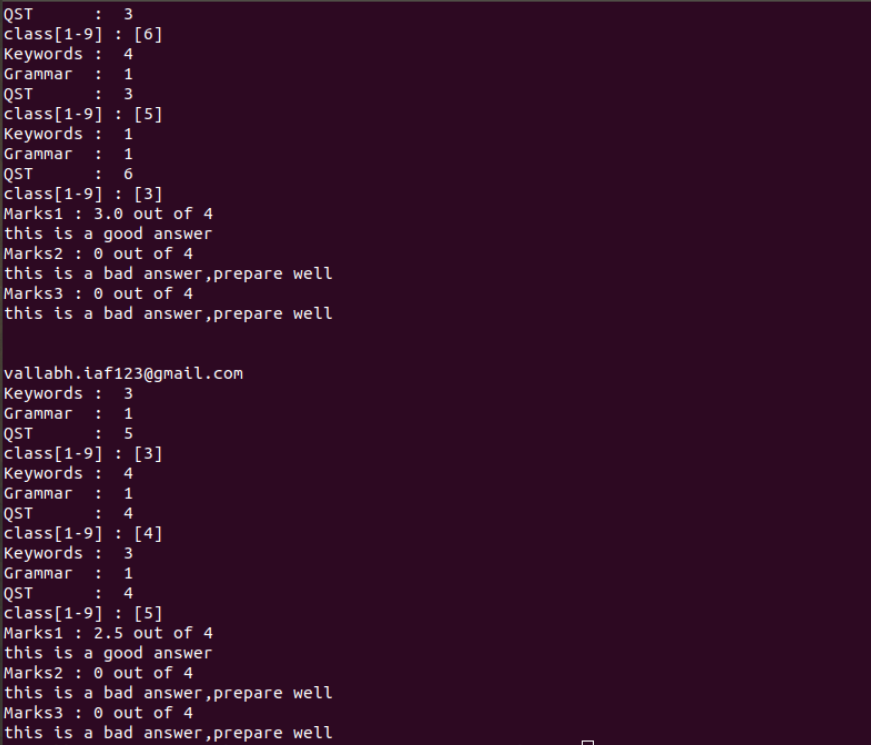 QST      :  3
class[1-9] : [6]
Keywords :  4
Grammar  :  1
QST      :  3
class[1-9] : [5]
Keywords :  1
Grammar  :  1
QST      :  6
class[1-9] : [3]
Marks1 : 3.0 out of 4
this is a good answer
Marks2 : 0 out of 4
this is a bad answer,prepare well
Marks3 : 0 out of 4
this is a bad answer,prepare well
vallabh.iaf123@gmail.com
Keywords :  3
Grammar  :  1
QST      :  5
class[1-9] : [3]
Keywords :  4
Grammar  :  1
QST      :  4
class[1-9] : [4]
Keywords :  3
Grammar  :  1
QST      :  4
class[1-9] : [5]
Marks1 : 2.5 out of 4
this is a good answer
Marks2 : 0 out of 4
this is a bad answer,prepare well
Marks3 : 0 out of 4
this is a bad answer,prepare well